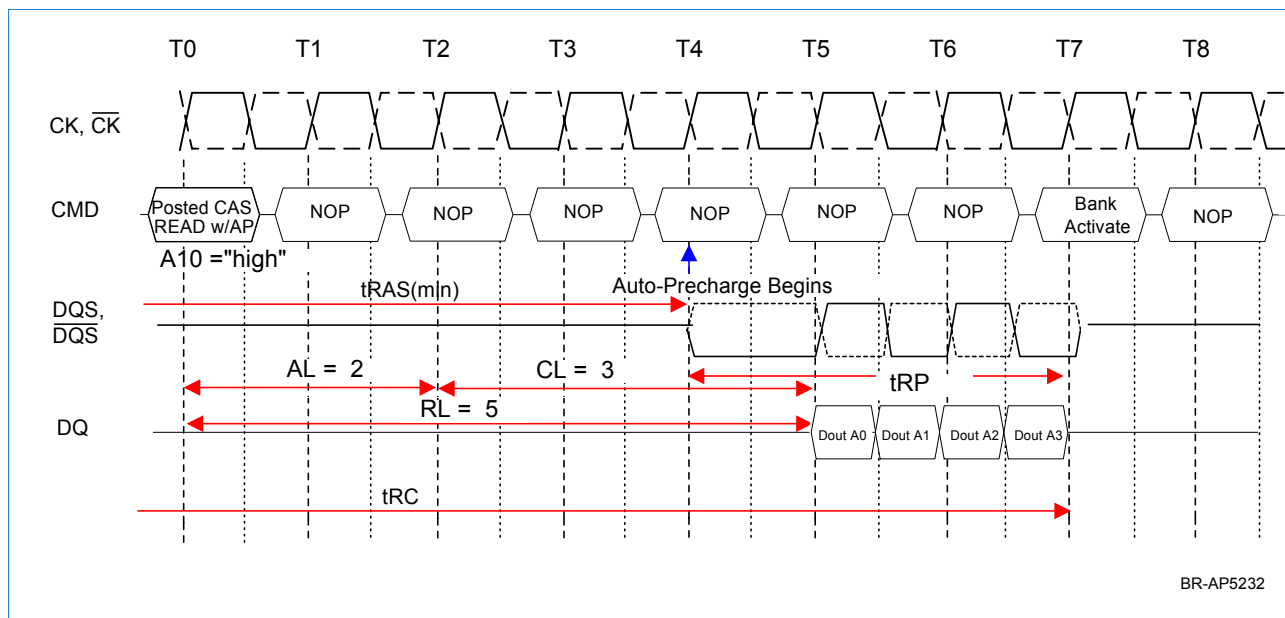 T0 T1 T2 T3 T4 T5 T6 T7 T8
CK, CK
CMD
Posted CAS
READ w/AP
NOP NOP NOP NOP NOP NOP
Bank
Activate
NOP
A10 ="high"
tRAS(min)
Auto-Precharge Begins
DQS,
DQS
AL = 2
CL = 3
tRP
RL = 5
DQ
Dout A0 Dout A1 Dout A2 Dout A3
tRC
BR-AP5232